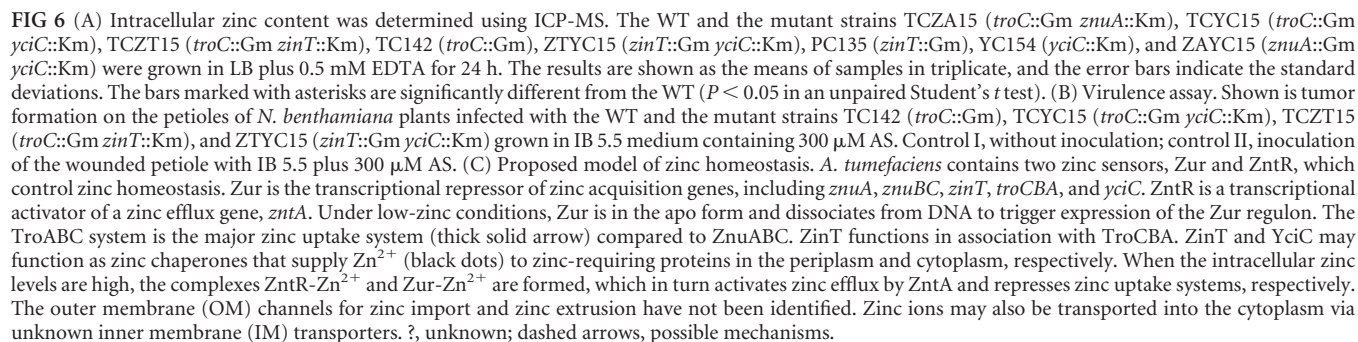 FIG 6 (A) Intracellular zinc content was determined using ICP-MS. The WT and the mutant strains TCZA15 (troC::Gm znuA::Km), TCYC15 (troC::Gm
yciC::Km), TCZT15 (troC::Gm zinT::Km), TC142 (troC::Gm), ZTYC15 (zinT::Gm yciC::Km), PC135 (zinT::Gm), YC154 (yciC::Km), and ZAYC15 (znuA::Gm
yciC::Km) were grown in LB plus 0.5 mM EDTA for 24 h. The results are shown as the means of samples in triplicate, and the error bars indicate the standard
deviations. The bars marked with asterisks are significantly different from the WT (P < 0.05 in an unpaired Student's t test). (B) Virulence assay. Shown is tumor
formation on the petioles of N. benthamiana plants infected with the WT and the mutant strains TC142 (troC::Gm), TCYC15 (troC::Gm yciC::Km), TCZT15
(troC::Gm zinT::Km), and ZTYC15 (zinT::Gm yciC::Km) grown in IB 5.5 medium containing 300 μM AS. Control I, without inoculation; control II, inoculation
of the wounded petiole with IB 5.5 plus 300 μM AS. (C) Proposed model of zinc homeostasis. A. tumefaciens contains two zinc sensors, Zur and ZntR, which
control zinc homeostasis. Zur is the transcriptional repressor of zinc acquisition genes, including znuA, znuBC, zinT, troCBA, and yciC. ZntR is a transcriptional
activator of a zinc efflux gene, zntA. Under low-zinc conditions, Zur is in the apo form and dissociates from DNA to trigger expression of the Zur regulon. The
TroABC system is the major zinc uptake system (thick solid arrow) compared to ZnuABC. ZinT functions in association with TroCBA. ZinT and YciC may
function as zinc chaperones that supply Zn²⁺ (black dots) to zinc-requiring proteins in the periplasm and cytoplasm, respectively. When the intracellular zinc
levels are high, the complexes ZntR-Zn²⁺ and Zur-Zn²⁺ are formed, which in turn activates zinc efflux by ZntA and represses zinc uptake systems, respectively.
The outer membrane (OM) channels for zinc import and zinc extrusion have not been identified. Zinc ions may also be transported into the cytoplasm via
unknown inner membrane (IM) transporters. ?, unknown; dashed arrows, possible mechanisms.